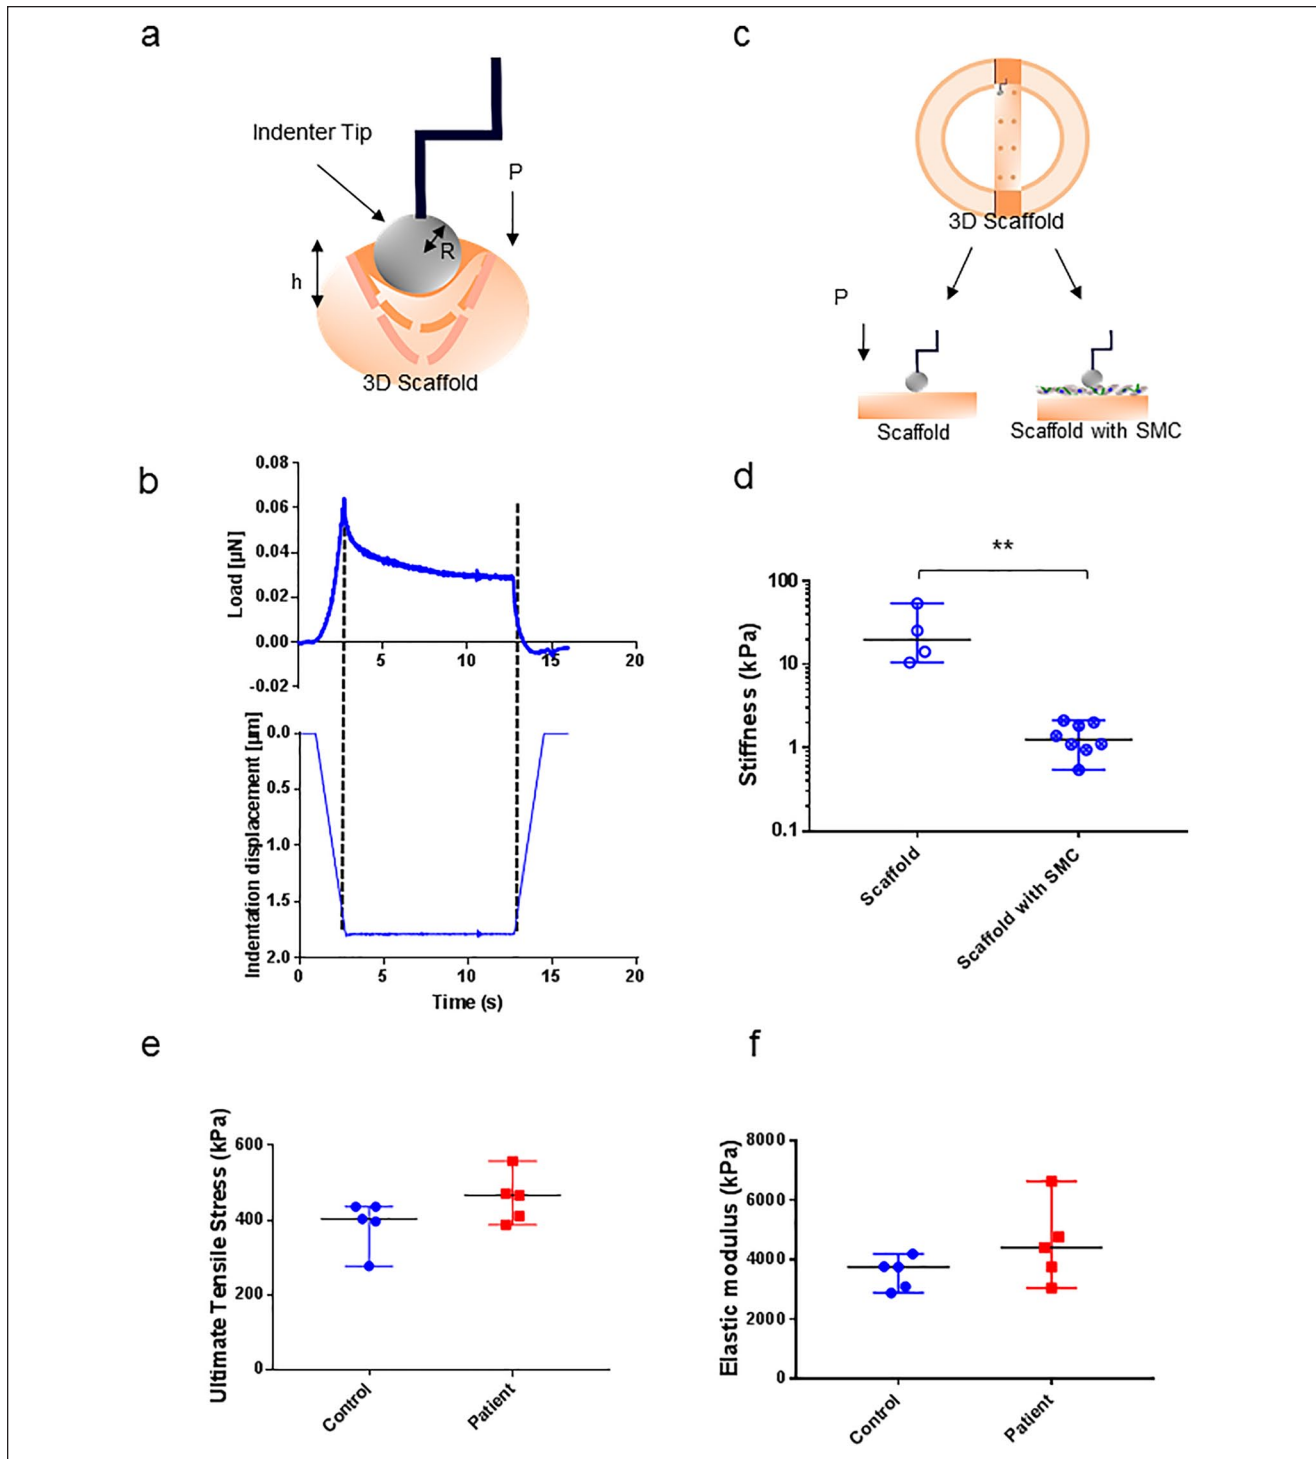 a
Indenter Tip
P
R
h
3D Scaffold
c
3D Scaffold
P
Scaffold
Scaffold with SMC
b
Load [µN]
0.08
0.06
0.04
0.02
0.00
-0.02
5
10
15
20
Indentation displacement [µm]
0.0
0.5
1.0
1.5
2.0
0
5
10
15
20
Time (s)
d
**
Stiffness (kPa)
100
10
1
0.1
Scaffold
Scaffold with SMC
e
Ultimate Tensile Stress (kPa)
600
400
200
0
Control
Patient
f
Elastic modulus (kPa)
8000
6000
4000
2000
0
Control
Patient